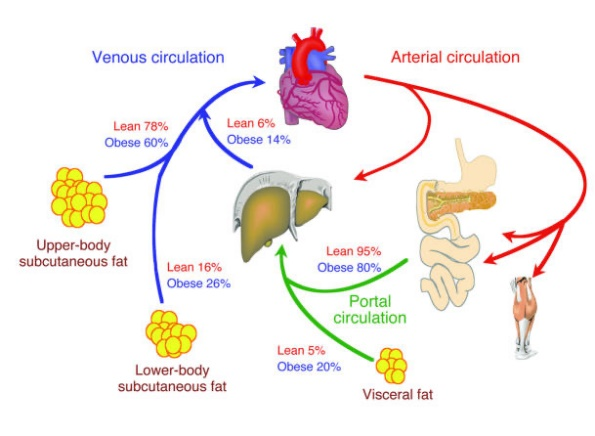 Venous circulation
Arterial circulation
Lean 78%
Obese 60%
Lean 6%
Obese 14%
Upper-body
subcutaneous fat
Lean 16%
Obese 26%
Lean 95%
Obese 80%
Portal
circulation
Lean 5%
Obese 20%
Lower-body
subcutaneous fat
Visceral fat